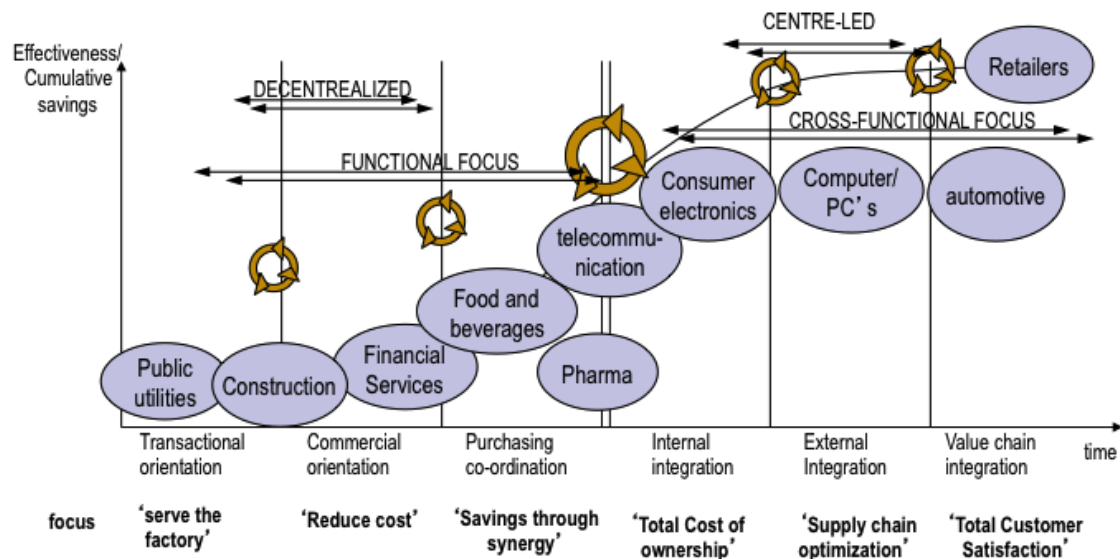 CENTRE-LED
Effectiveness/
Cumulative
savings
Retailers
DECENTREALIZED
CROSS-FUNCTIONAL FOCUS
FUNCTIONAL FOCUS
Consumer
electronics
Computer/
PC's
automotive
telecommu-
nication
Food and
beverages
Public
utilities
Construction
Financial
Services
Pharma
Transactional
orientation
Commercial
orientation
Purchasing
co-ordination
Internal
integration
External
Integration
Value chain
integration
time
focus
'serve the
factory'
'Reduce cost'
'Savings through
synergy'
'Total Cost of
ownership'
'Supply chain
optimization'
'Total Customer
Satisfaction'